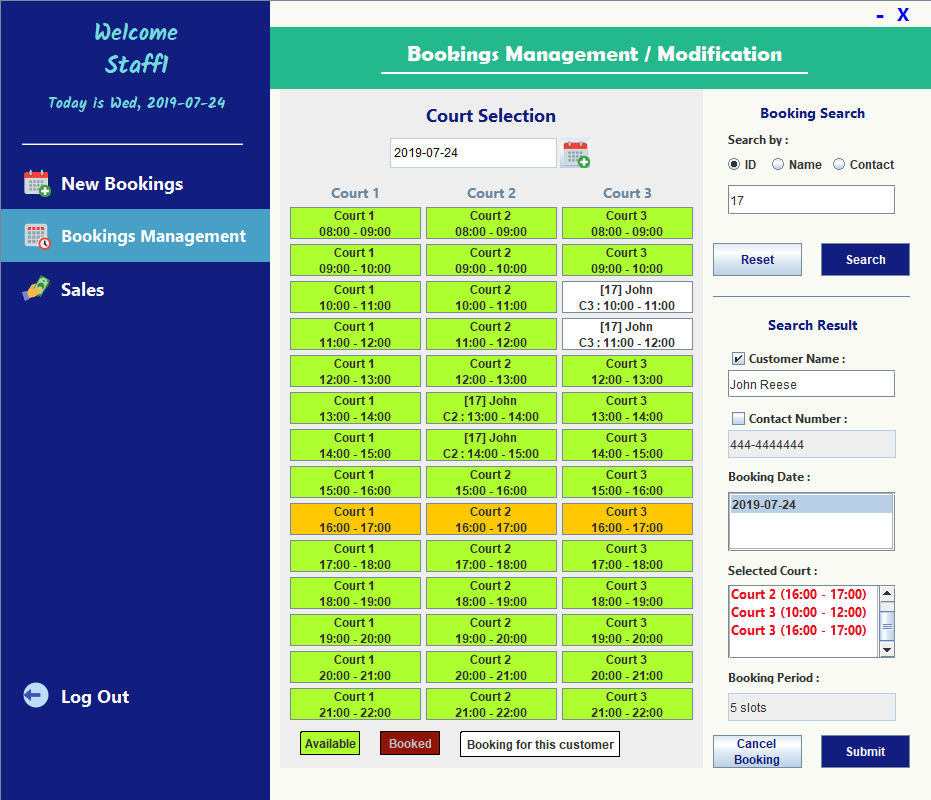 Welcome
Staff1
Today is Wed, 2019-07-24
New Bookings
Bookings Management
Sales
Log Out
- X
Bookings Management / Modification
Court Selection
2019-07-24
Court 1 Court 2 Court 3
Court 1 Court 2 Court 3
08:00 - 09:00 08:00 - 09:00 08:00 - 09:00
Court 1 Court 2 Court 3
09:00 - 10:00 09:00 - 10:00 09:00 - 10:00
Court 1 Court 2 [17] John
10:00 - 11:00 10:00 - 11:00 C3 : 10:00 - 11:00
Court 1 Court 2 [17] John
11:00 - 12:00 11:00 - 12:00 C3 : 11:00 - 12:00
Court 1 Court 2 Court 3
12:00 - 13:00 12:00 - 13:00 12:00 - 13:00
Court 1 [17] John Court 3
13:00 - 14:00 C2 : 13:00 - 14:00 13:00 - 14:00
Court 1 [17] John Court 3
14:00 - 15:00 C2 : 14:00 - 15:00 14:00 - 15:00
Court 1 Court 2 Court 3
15:00 - 16:00 15:00 - 16:00 15:00 - 16:00
Court 1 Court 2 Court 3
16:00 - 17:00 16:00 - 17:00 16:00 - 17:00
Court 1 Court 2 Court 3
17:00 - 18:00 17:00 - 18:00 17:00 - 18:00
Court 1 Court 2 Court 3
18:00 - 19:00 18:00 - 19:00 18:00 - 19:00
Court 1 Court 2 Court 3
19:00 - 20:00 19:00 - 20:00 19:00 - 20:00
Court 1 Court 2 Court 3
20:00 - 21:00 20:00 - 21:00 20:00 - 21:00
Court 1 Court 2 Court 3
21:00 - 22:00 21:00 - 22:00 21:00 - 22:00
Available Booked Booking for this customer
Booking Search
Search by :
ID Name Contact
17
Reset Search
Search Result
Customer Name :
John Reese
Contact Number :
444-4444444
Booking Date :
2019-07-24
Selected Court :
Court 2 (16:00 - 17:00)
Court 3 (10:00 - 12:00)
Court 3 (16:00 - 17:00)
Booking Period :
5 slots
Cancel
Booking
Submit